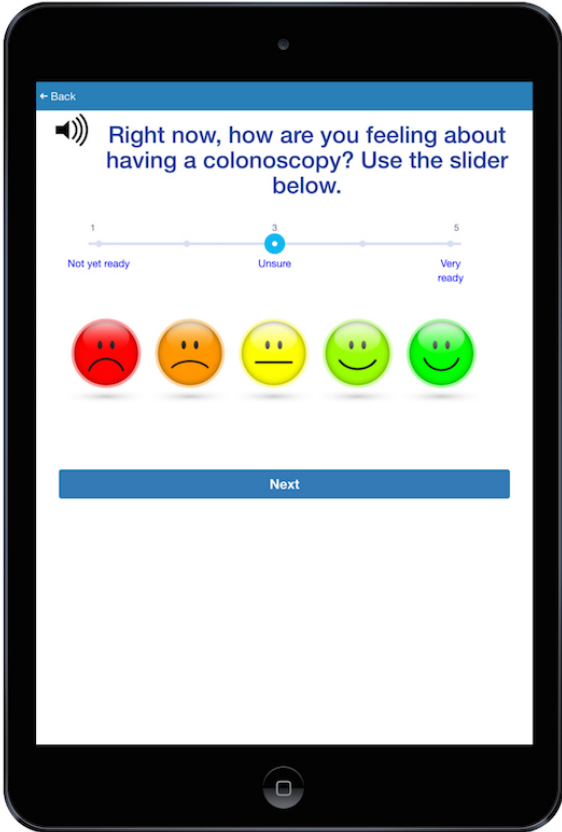 ← Back
Right now, how are you feeling about
having a colonoscopy? Use the slider
below.
1 3 5
Not yet ready Unsure Very
ready
Next